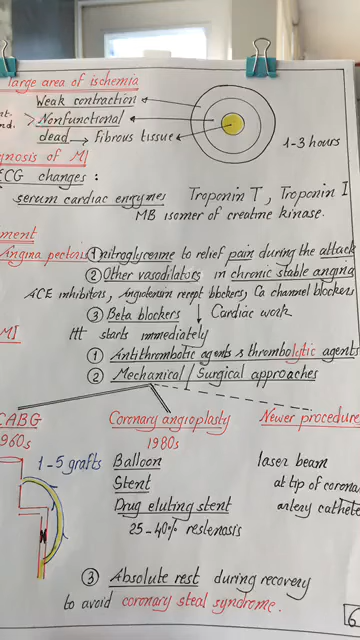 large area of ischemia
Weak contraction
Nonfunctional
dead → Fibrous tissue
1-3 hours
gnosis of MI
ECG changes:
serum cardiac enzymes Troponin T, Troponin I
MB isomer of creatine kinase.
ment
Angina pectoris ① nitroglycerine to relief pain during the attack
② Other vasodilators in chronic stable angina
ACE inhibitors, Angiotensin recept blockers, Ca channel blockers
③ Beta blockers ↓ Cardiac work
MI ttt starts immediately
① Antithrombotic agents & thrombolytic agents
② Mechanical / Surgical approaches
CABG Coronary angioplasty Newer procedure
1960s 1980s
1-5 grafts Balloon laser beam
Stent at tip of corona
Drug eluting stent artery cathete
25-40% restenosis
③ Absolute rest during recovery
to avoid coronary steal syndrome.
6